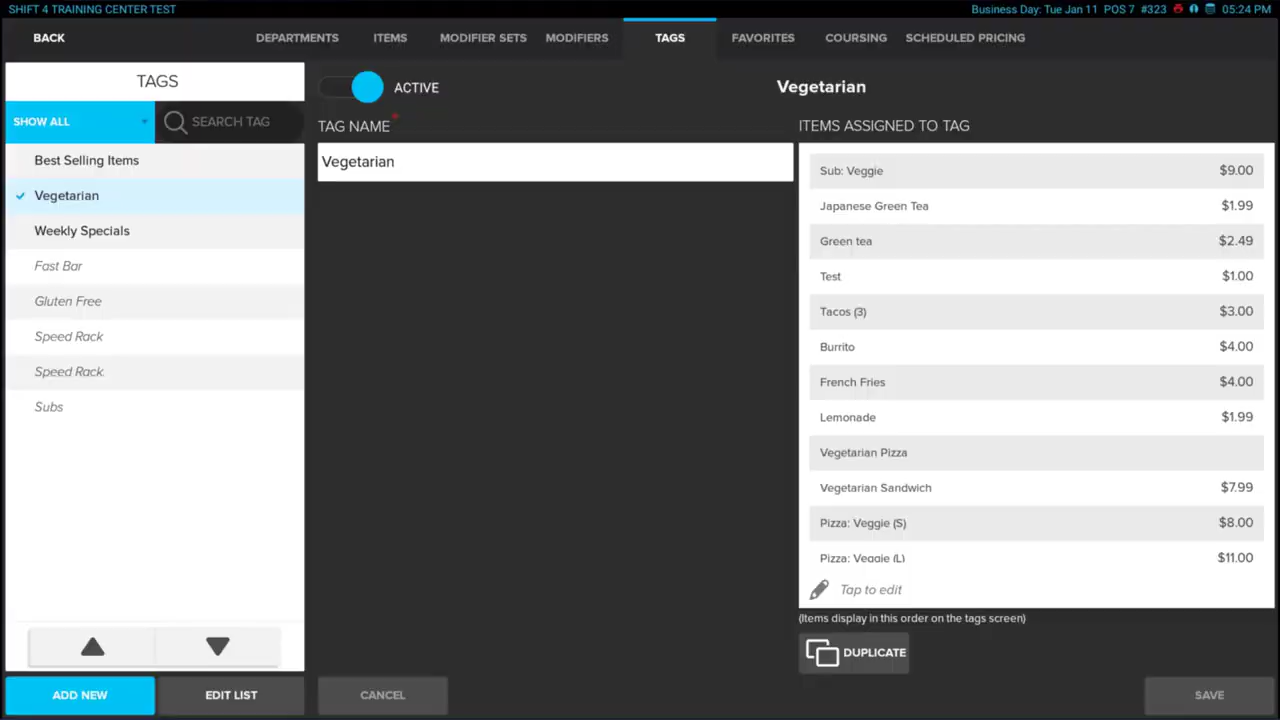 SHIFT 4 TRAINING CENTER TEST
Business Day: Tue Jan 11 POS 7 #323 05:24 PM
BACK
DEPARTMENTS
ITEMS
MODIFIER SETS
MODIFIERS
TAGS
FAVORITES
COURSING
SCHEDULED PRICING
TAGS
SHOW ALL
SEARCH TAG
Best Selling Items
Vegetarian
Weekly Specials
Fast Bar
Gluten Free
Speed Rack
Speed Rack.
Subs
ADD NEW
EDIT LIST
ACTIVE
Vegetarian
TAG NAME*
Vegetarian
ITEMS ASSIGNED TO TAG
Sub: Veggie $9.00
Japanese Green Tea $1.99
Green tea $2.49
Test $1.00
Tacos (3) $3.00
Burrito $4.00
French Fries $4.00
Lemonade $1.99
Vegetarian Pizza
Vegetarian Sandwich $7.99
Pizza: Veggie (S) $8.00
Pizza: Veggie (L) $11.00
Tap to edit
(Items display in this order on the tags screen)
DUPLICATE
CANCEL
SAVE